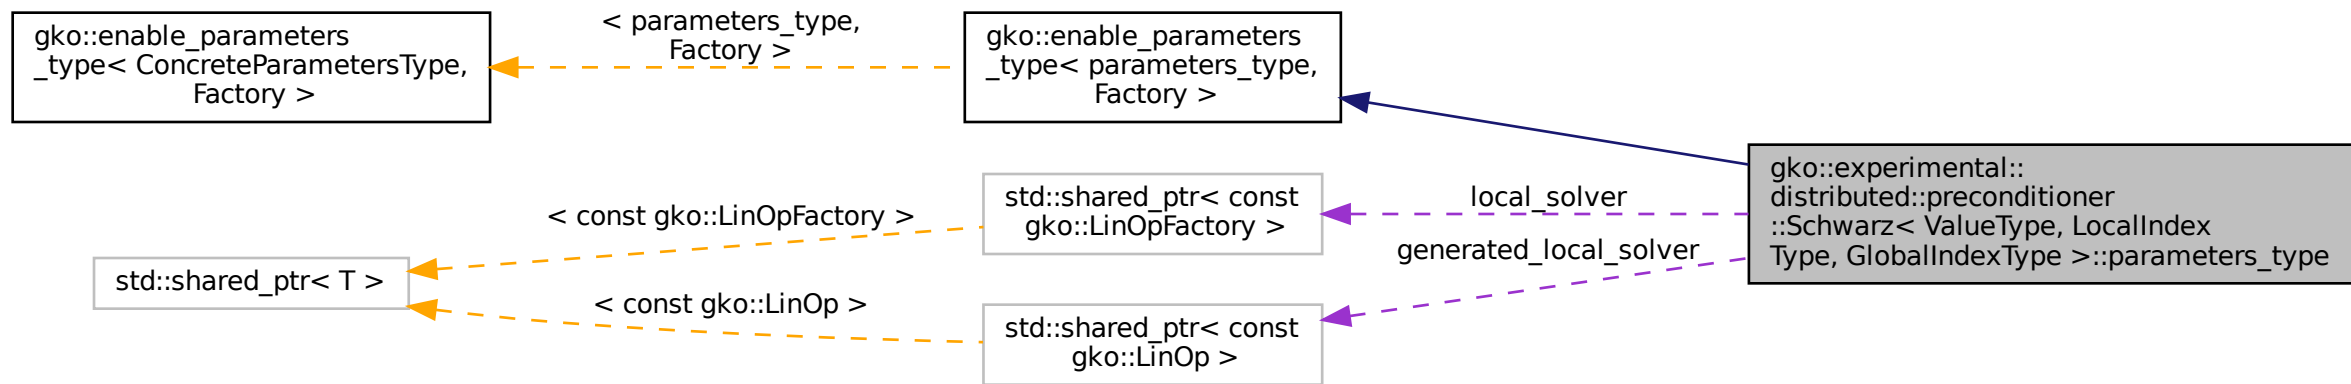 gko::enable_parameters
_type< ConcreteParametersType,
Factory >
< parameters_type,
Factory >
gko::enable_parameters
_type< parameters_type,
Factory >
gko::experimental::
distributed::preconditioner
::Schwarz< ValueType, LocalIndex
Type, GlobalIndexType >::parameters_type
std::shared_ptr< T >
< const gko::LinOpFactory >
std::shared_ptr< const
gko::LinOpFactory >
local_solver
< const gko::LinOp >
std::shared_ptr< const
gko::LinOp >
generated_local_solver